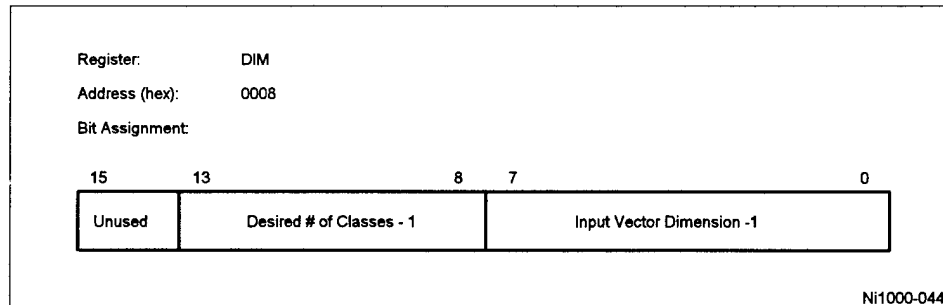 Register: DIM
Address (hex): 0008
Bit Assignment:
15 13 8 7 0
Unused Desired # of Classes - 1 Input Vector Dimension -1
Ni1000-044